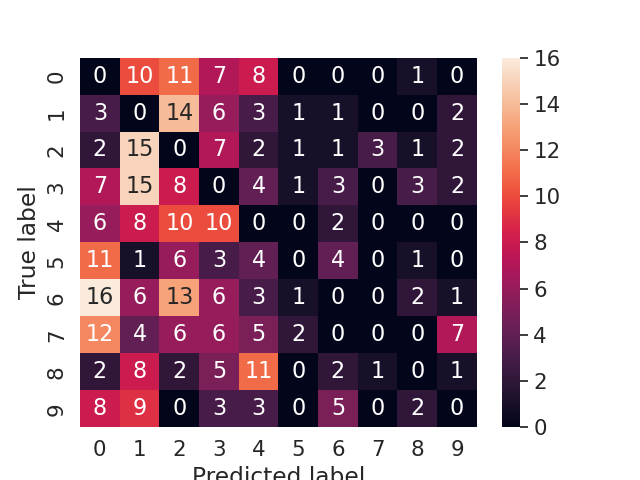 0 10 11 7 8 0 0 0 1 0
3 0 14 6 3 1 1 0 0 2
2 15 0 7 2 1 1 3 1 2
7 15 8 0 4 1 3 0 3 2
6 8 10 10 0 0 2 0 0 0
11 1 6 3 4 0 4 0 1 0
16 6 13 6 3 1 0 0 2 1
12 4 6 6 5 2 0 0 0 7
2 8 2 5 11 0 2 1 0 1
8 9 0 3 3 0 5 0 2 0
0 1 2 3 4 5 6 7 8 9
Predicted label
0
1
2
3
4
5
6
7
8
9
True label
16
14
12
10
8
6
4
2
0